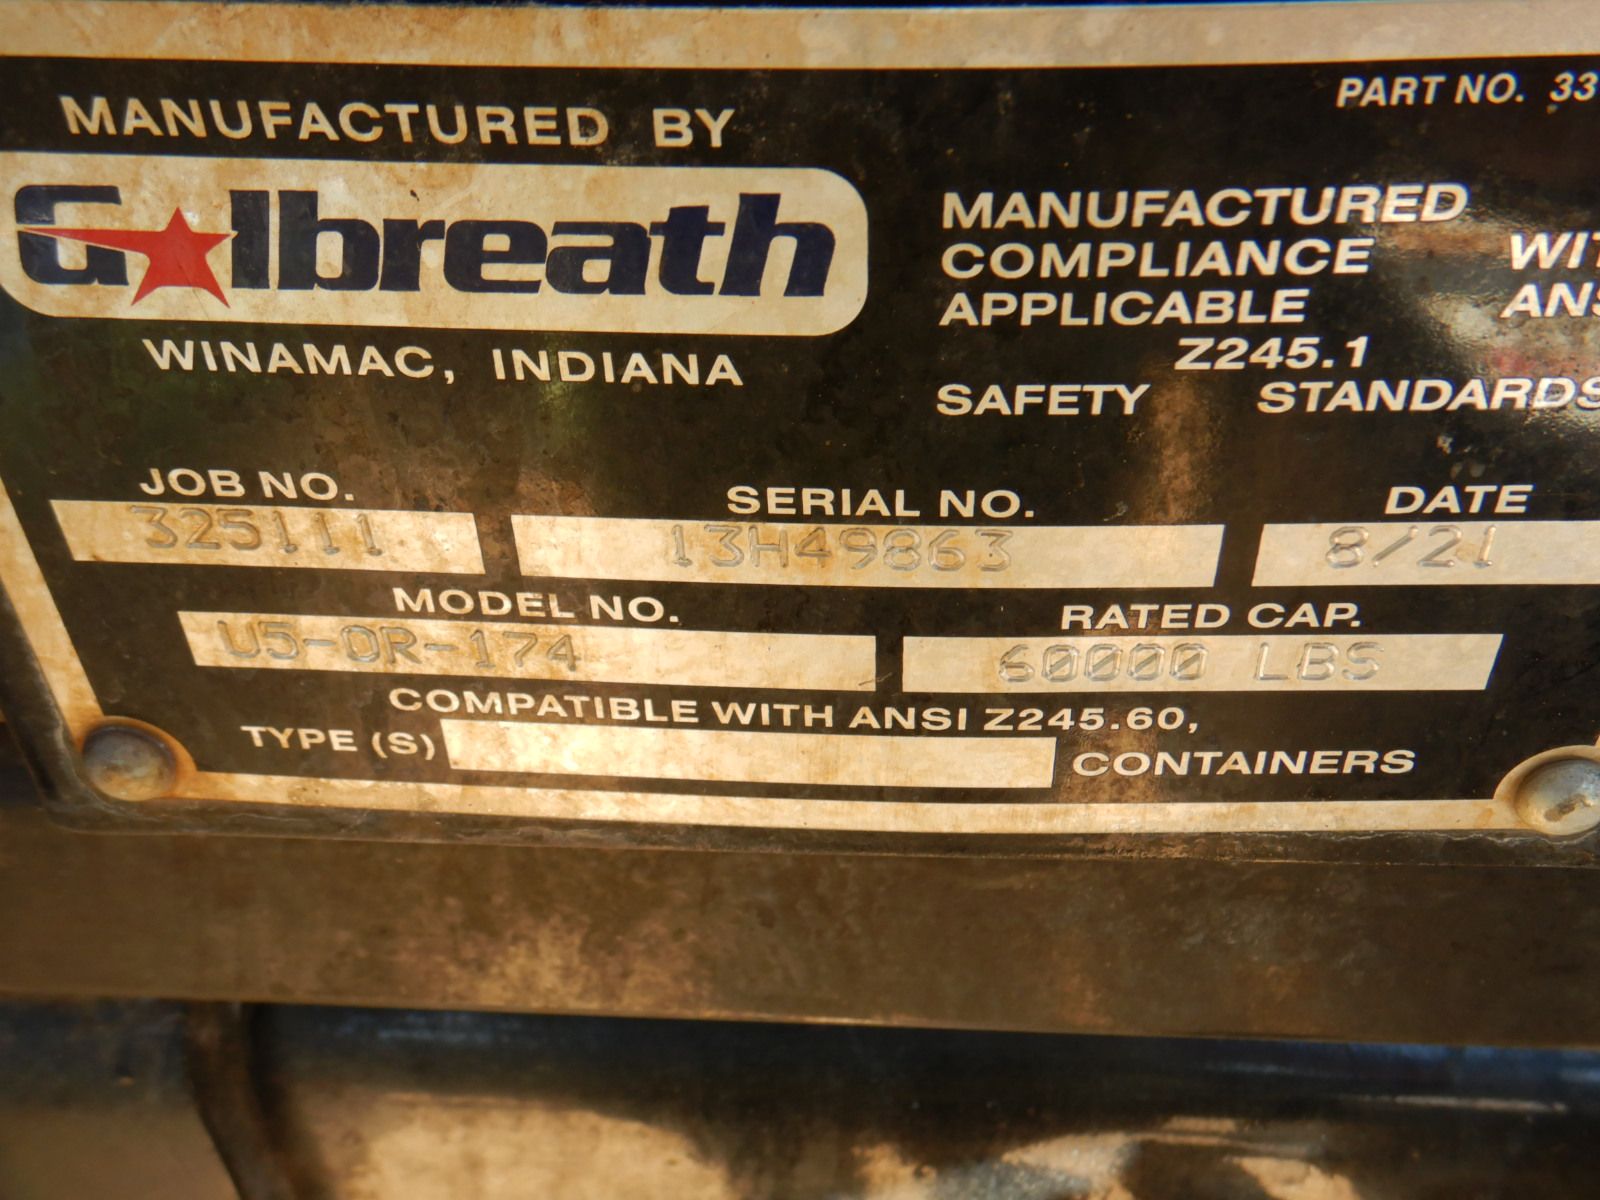 PART NO. 33
MANUFACTURED BY
Galbreath
WINAMAC, INDIANA
MANUFACTURED
COMPLIANCE WIT
APPLICABLE ANS
Z245.1
SAFETY STANDARDS
JOB NO. SERIAL NO. DATE
325111 13H49863 8/21
MODEL NO. RATED CAP.
U5-OR-174 60000 LBS
COMPATIBLE WITH ANSI Z245.60,
TYPE (S) CONTAINERS